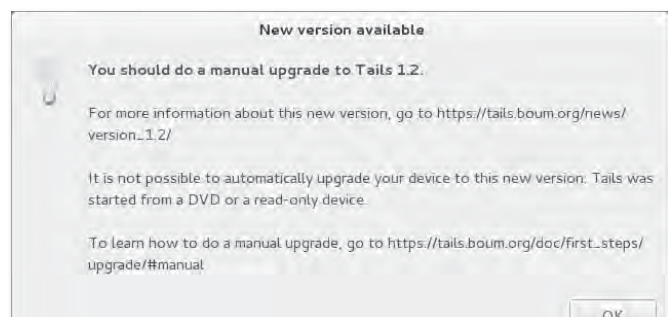 New version available
You should do a manual upgrade to Tails 1.2.
For more information about this new version, go to https://tails.boum.org/news/
version_1.2/
It is not possible to automatically upgrade your device to this new version: Tails was
started from a DVD or a read-only device.
To learn how to do a manual upgrade, go to https://tails.boum.org/doc/first_steps/
upgrade/#manual
OK